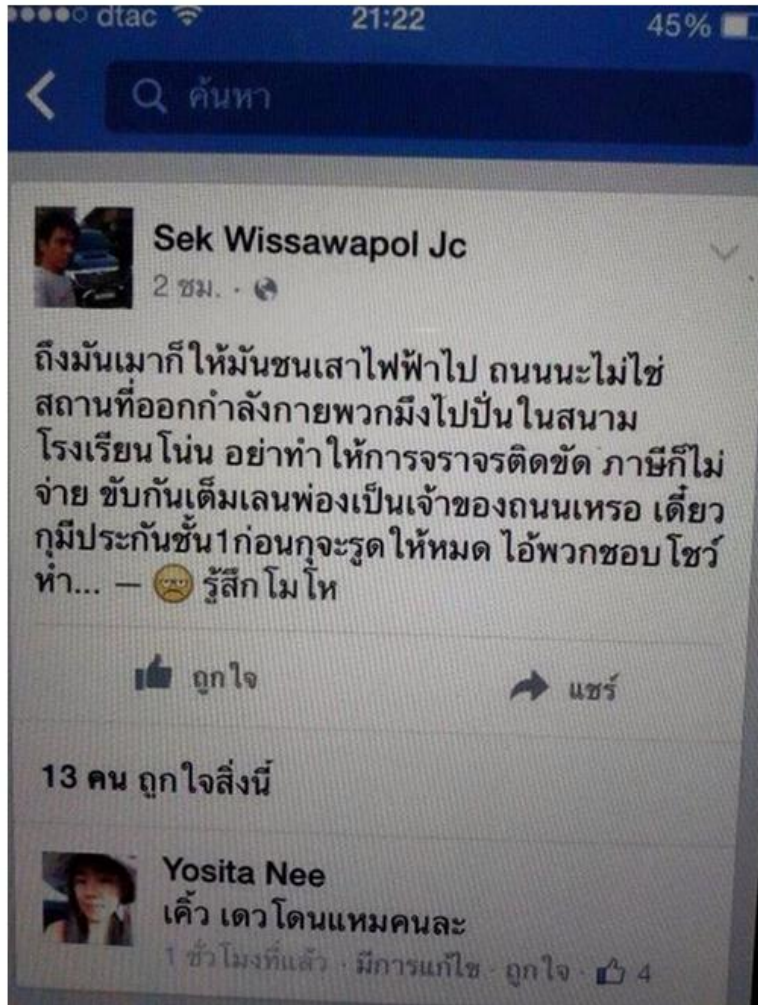 dtac 21:22 45%
ค้นหา
Sek Wissawapol Jc
2 ชม. ·
ถึงมันเมาก็ให้มันชนเสาไฟฟ้าไป ถนนนะไม่ไช่
สถานที่ออกกำลังกายพวกมึงไปปั่นในสนาม
โรงเรียนโน่น อย่าทำให้การจราจรติดขัด ภาษีก็ไม่
จ่าย ขับกันเต็มเลนพ่องเป็นเจ้าของถนนเหรอ เดี๋ยว
กุมีประกันชั้น1ก่อนกุจะรูดให้หมด ไอ้พวกชอบโชว์
หำ... — รู้สึกโมโห
ถูกใจ แชร์
13 คน ถูกใจสิ่งนี้
Yosita Nee
เคิ้ว เดวโดนแหมคนละ
1 ชั่วโมงที่แล้ว · มีการแก้ไข · ถูกใจ · 4